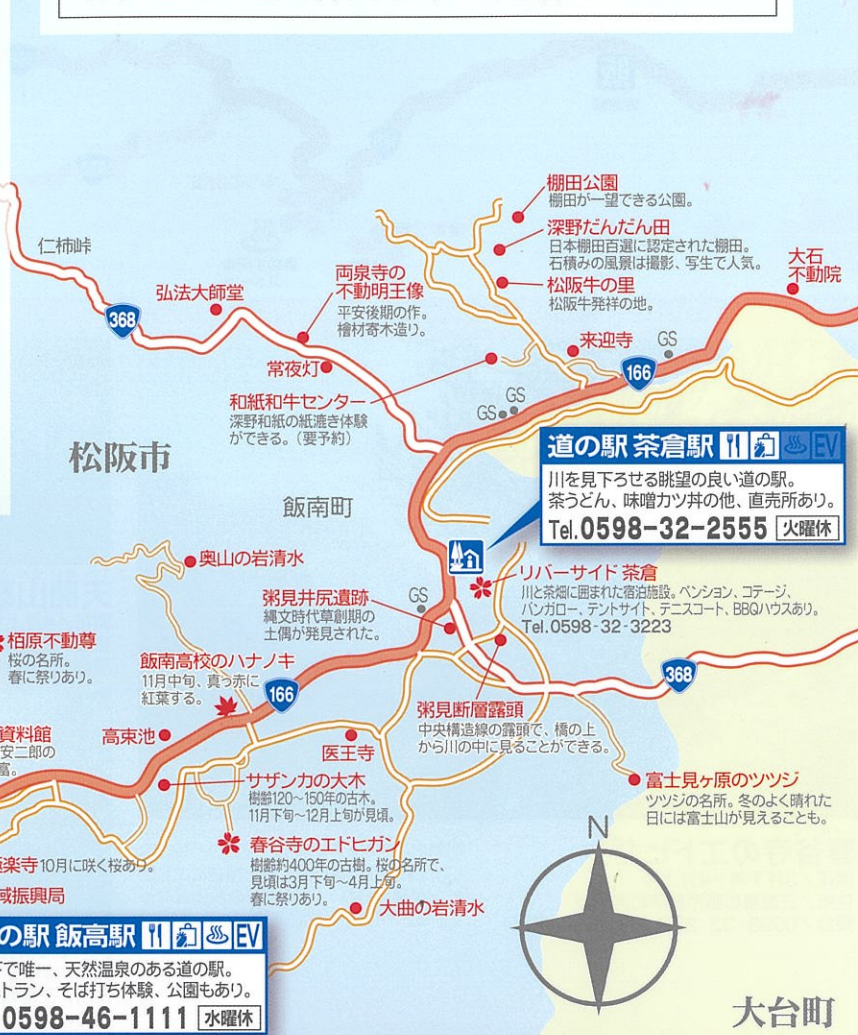 棚田公園
棚田が一望できる公園。
深野だんだん田
日本棚田百選に認定された棚田。
石積みの風景は撮影、写生で人気。
松阪牛の里
松阪牛発祥の地。
大石
不動院
仁柿峠
弘法大師堂
368
両泉寺の
不動明王像
平安後期の作。
檜材寄木造り。
常夜灯
来迎寺
GS
166
和紙和牛センター
深野和紙の紙漉き体験
ができる。(要予約)
GS
GS
松阪市
飯南町
道の駅 茶倉駅
EV
川を見下ろせる眺望の良い道の駅。
茶うどん、味噌カツ丼の他、直売所あり。
Tel.0598-32-2555 火曜休
奥山の岩清水
リバーサイド 茶倉
川と茶畑に囲まれた宿泊施設。ペンション、コテージ、
バンガロー、テントサイト、テニスコート、BBQハウスあり。
Tel.0598-32-3223
GS
粥見井尻遺跡
縄文時代草創期の
土偶が発見された。
栢原不動尊
桜の名所。
春に祭りあり。
飯南高校のハナノキ
11月中旬、真っ赤に
紅葉する。
166
368
粥見断層露頭
中央構造線の露頭で、橋の上
から川の中に見ることができる。
資料館
安二郎の
富。
高束池
医王寺
サザンカの大木
樹齢120〜150年の古木。
11月下旬〜12月上旬が見頃。
富士見ヶ原のツツジ
ツツジの名所。冬のよく晴れた
日には富士山が見えることも。
春谷寺のエドヒガン
樹齢約400年の古樹。桜の名所で、
見頃は3月下旬〜4月上旬。
春に祭りあり。
楽寺 10月に咲く桜あり。
域振興局
大曲の岩清水
N
の駅 飯高駅
EV
で唯一、天然温泉のある道の駅。
トラン、そば打ち体験、公園もあり。
0598-46-1111 水曜休
大台町